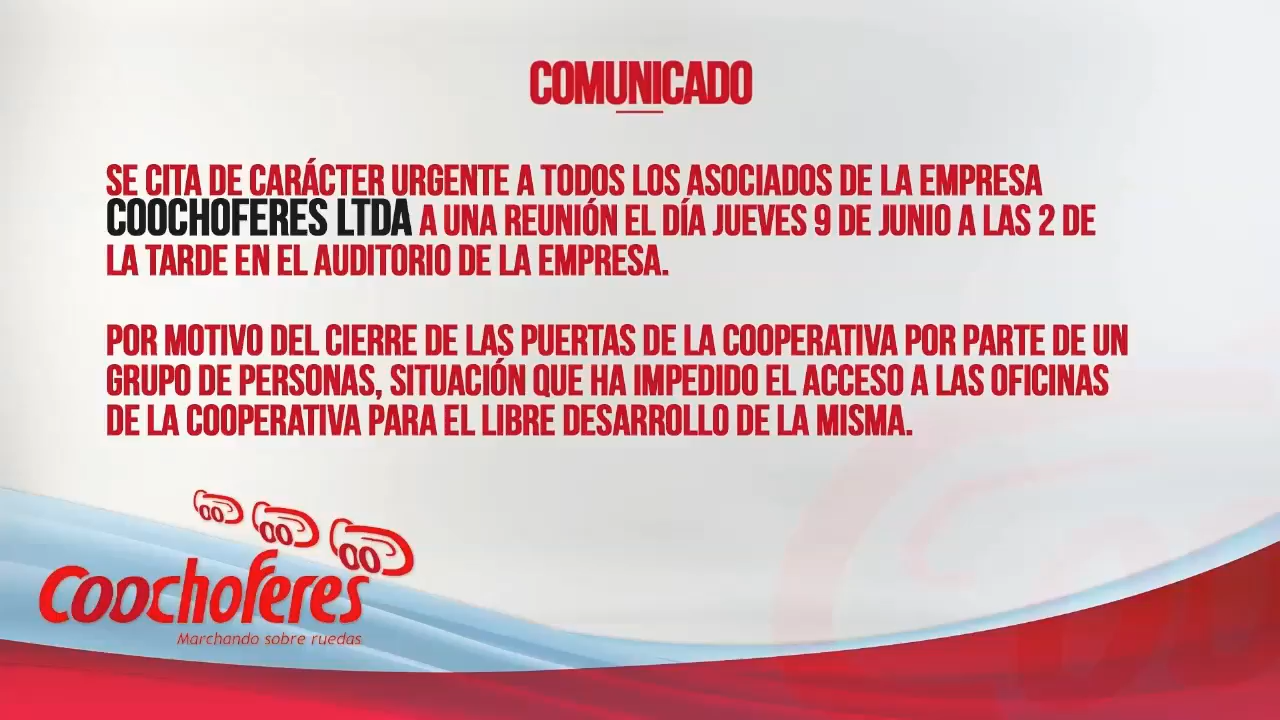 COMUNICADO
SE CITA DE CARÁCTER URGENTE A TODOS LOS ASOCIADOS DE LA EMPRESA
COOCHOFERES LTDA A UNA REUNIÓN EL DÍA JUEVES 9 DE JUNIO A LAS 2 DE
LA TARDE EN EL AUDITORIO DE LA EMPRESA.
POR MOTIVO DEL CIERRE DE LAS PUERTAS DE LA COOPERATIVA POR PARTE DE UN
GRUPO DE PERSONAS, SITUACIÓN QUE HA IMPEDIDO EL ACCESO A LAS OFICINAS
DE LA COOPERATIVA PARA EL LIBRE DESARROLLO DE LA MISMA.
Coochoferes
Marchando sobre ruedas